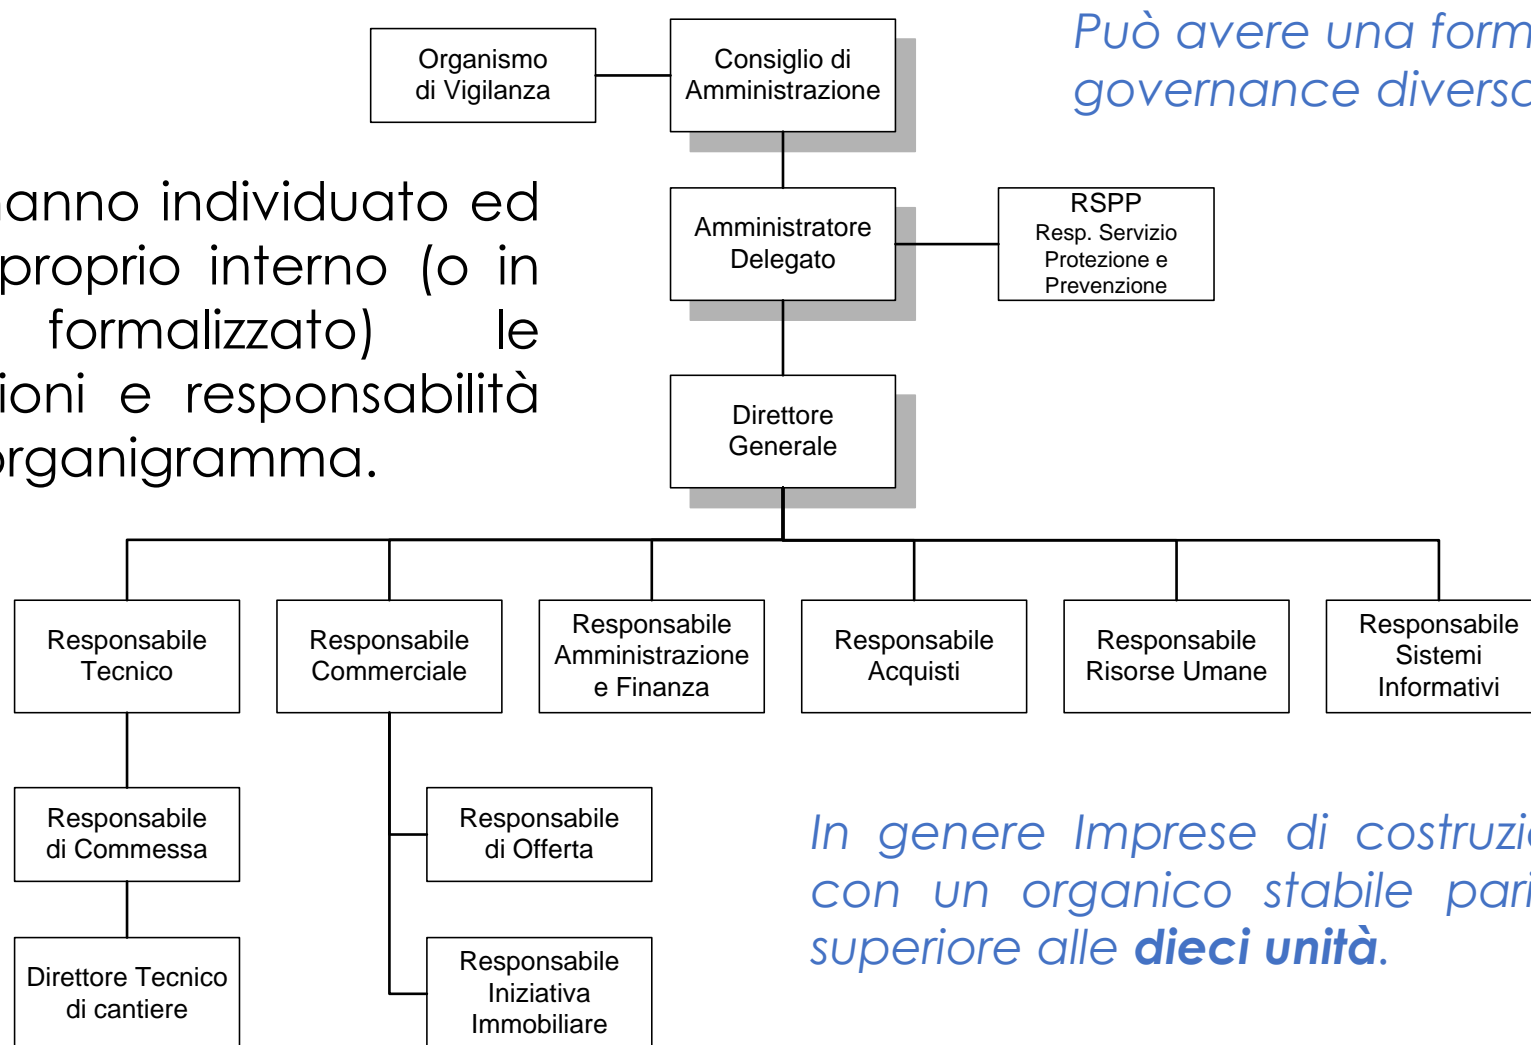 Organismo
di Vigilanza
Consiglio di
Amministrazione
Può avere una form
governance divers
hanno individuato ed
proprio interno (o in
formalizzato) le
ioni e responsabilità
organigramma.
Amministratore
Delegato
RSPP
Resp. Servizio
Protezione e
Prevenzione
Direttore
Generale
Responsabile
Tecnico
Responsabile
Commerciale
Responsabile
Amministrazione
e Finanza
Responsabile
Acquisti
Responsabile
Risorse Umane
Responsabile
Sistemi
Informativi
Responsabile
di Commessa
Responsabile
di Offerta
In genere Imprese di costruzi
con un organico stabile pari
superiore alle dieci unità.
Direttore Tecnico
di cantiere
Responsabile
Iniziativa
Immobiliare